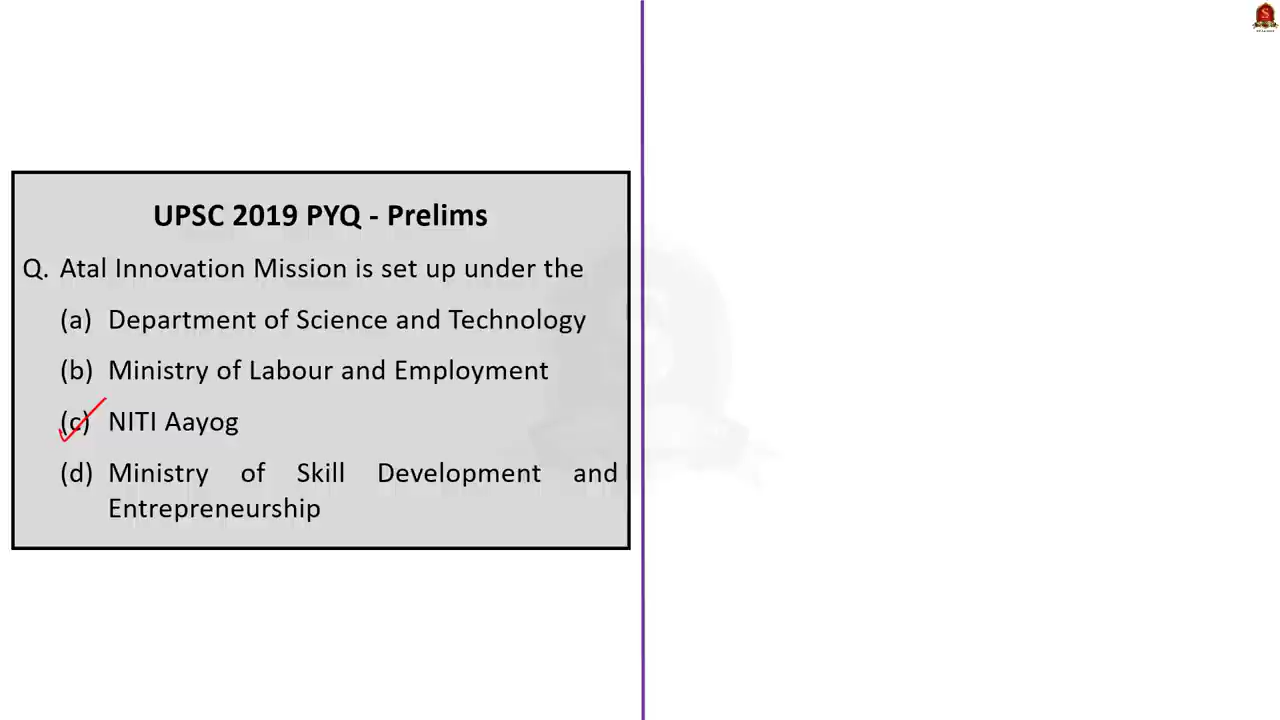 UPSC 2019 PYQ - Prelims
Q. Atal Innovation Mission is set up under the
(a) Department of Science and Technology
(b) Ministry of Labour and Employment
(c) NITI Aayog
(d) Ministry of Skill Development and
Entrepreneurship